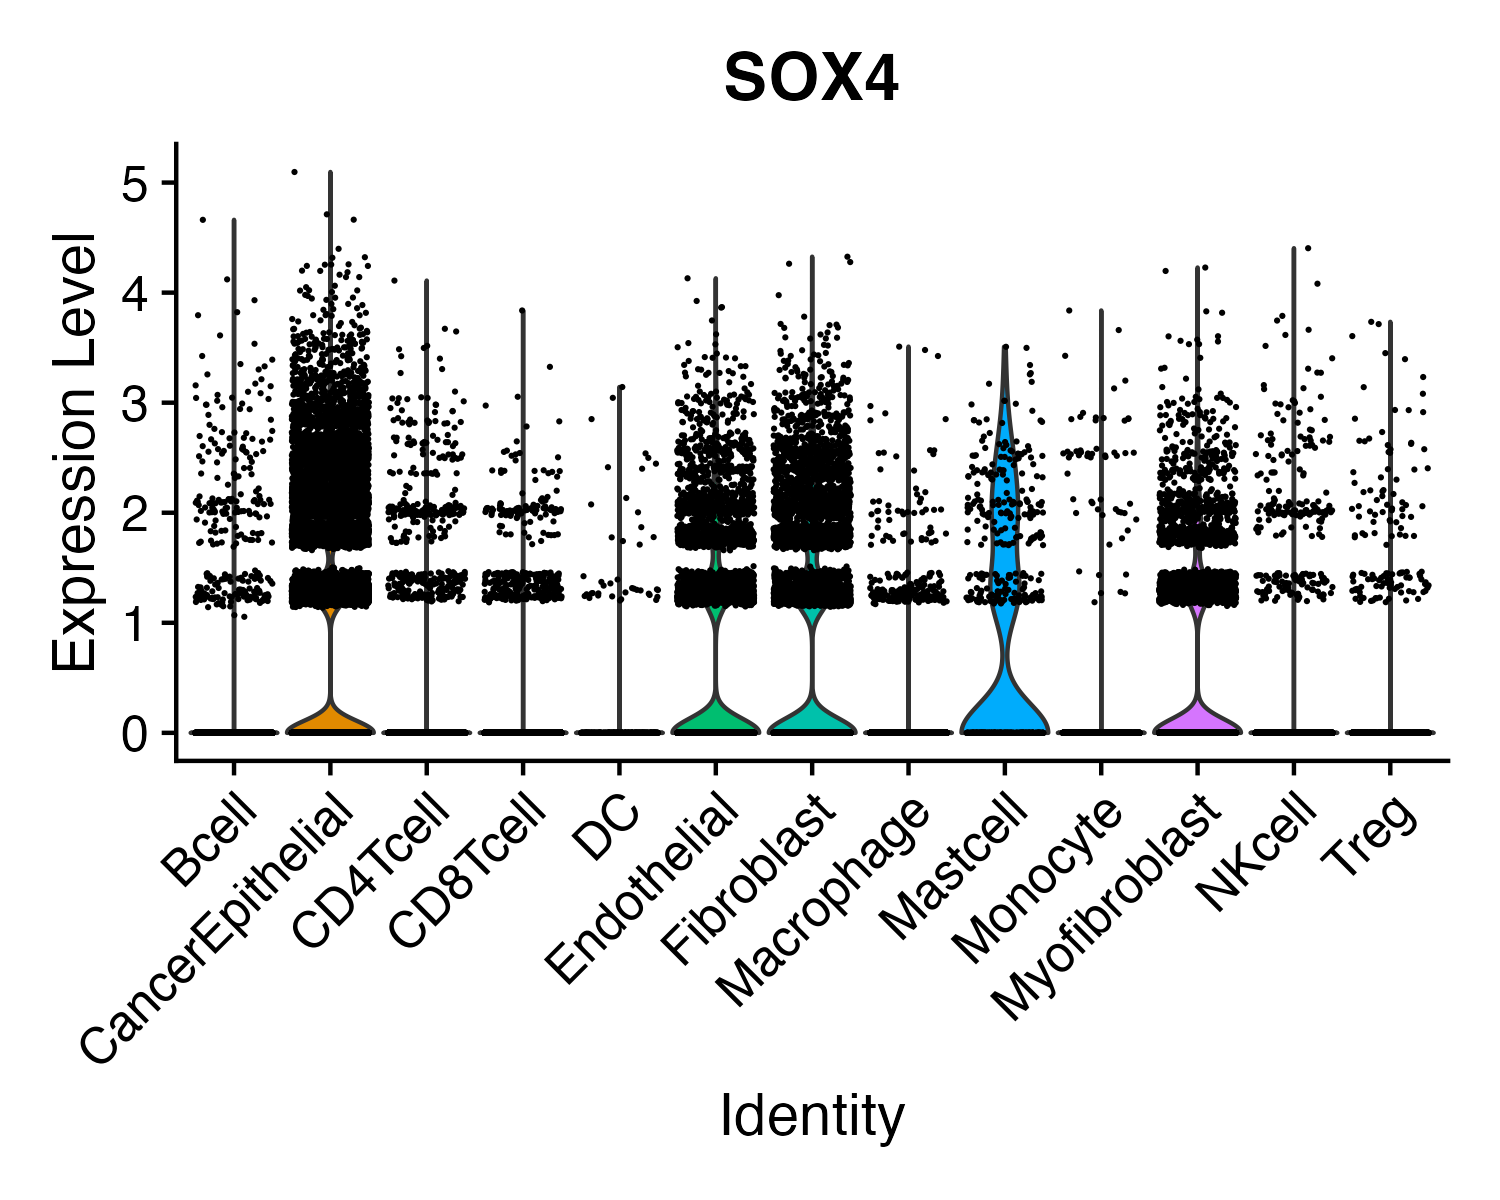 SOX4
Expression Level
5
4
3
2
1
0
Bcell
CancerEpithelial
CD4Tcell
CD8Tcell
DC
Endothelial
Fibroblast
Macrophage
Mastcell
Monocyte
Myofibroblast
NKcell
Treg
Identity